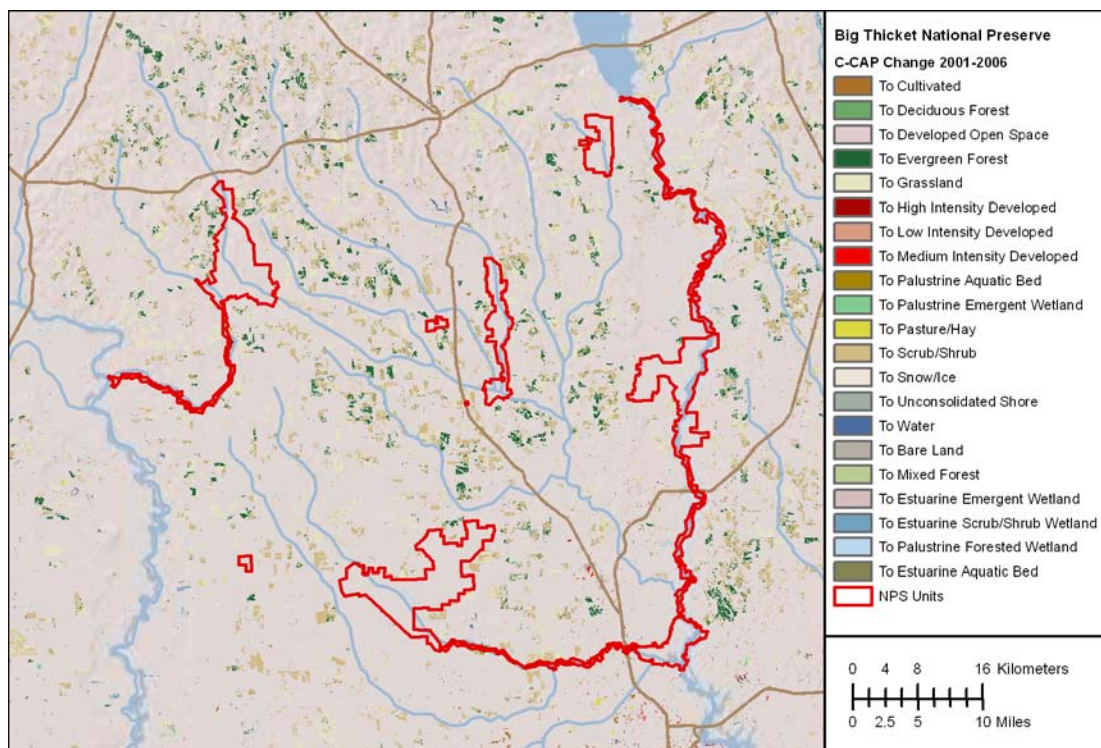 Big Thicket National Preserve
C-CAP Change 2001-2006
To Cultivated
To Deciduous Forest
To Developed Open Space
To Evergreen Forest
To Grassland
To High Intensity Developed
To Low Intensity Developed
To Medium Intensity Developed
To Palustrine Aquatic Bed
To Palustrine Emergent Wetland
To Pasture/Hay
To Scrub/Shrub
To Snow/Ice
To Unconsolidated Shore
To Water
To Bare Land
To Mixed Forest
To Estuarine Emergent Wetland
To Estuarine Scrub/Shrub Wetland
To Palustrine Forested Wetland
To Estuarine Aquatic Bed
NPS Units
0 4 8 16 Kilometers
0 2.5 5 10 Miles